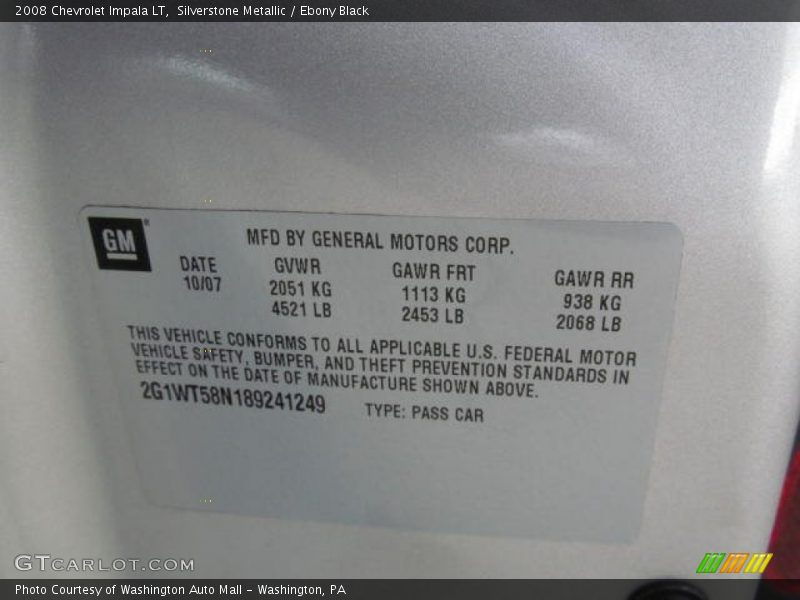 2008 Chevrolet Impala LT, Silverstone Metallic / Ebony Black
GM
MFD BY GENERAL MOTORS CORP.
DATE GVWR GAWR FRT GAWR RR
10/07 2051 KG 1113 KG 938 KG
4521 LB 2453 LB 2068 LB
THIS VEHICLE CONFORMS TO ALL APPLICABLE U.S. FEDERAL MOTOR
VEHICLE SAFETY, BUMPER, AND THEFT PREVENTION STANDARDS IN
EFFECT ON THE DATE OF MANUFACTURE SHOWN ABOVE.
2G1WT58N189241249 TYPE: PASS CAR
GTCARLOT.COM
Photo Courtesy of Washington Auto Mall - Washington, PA